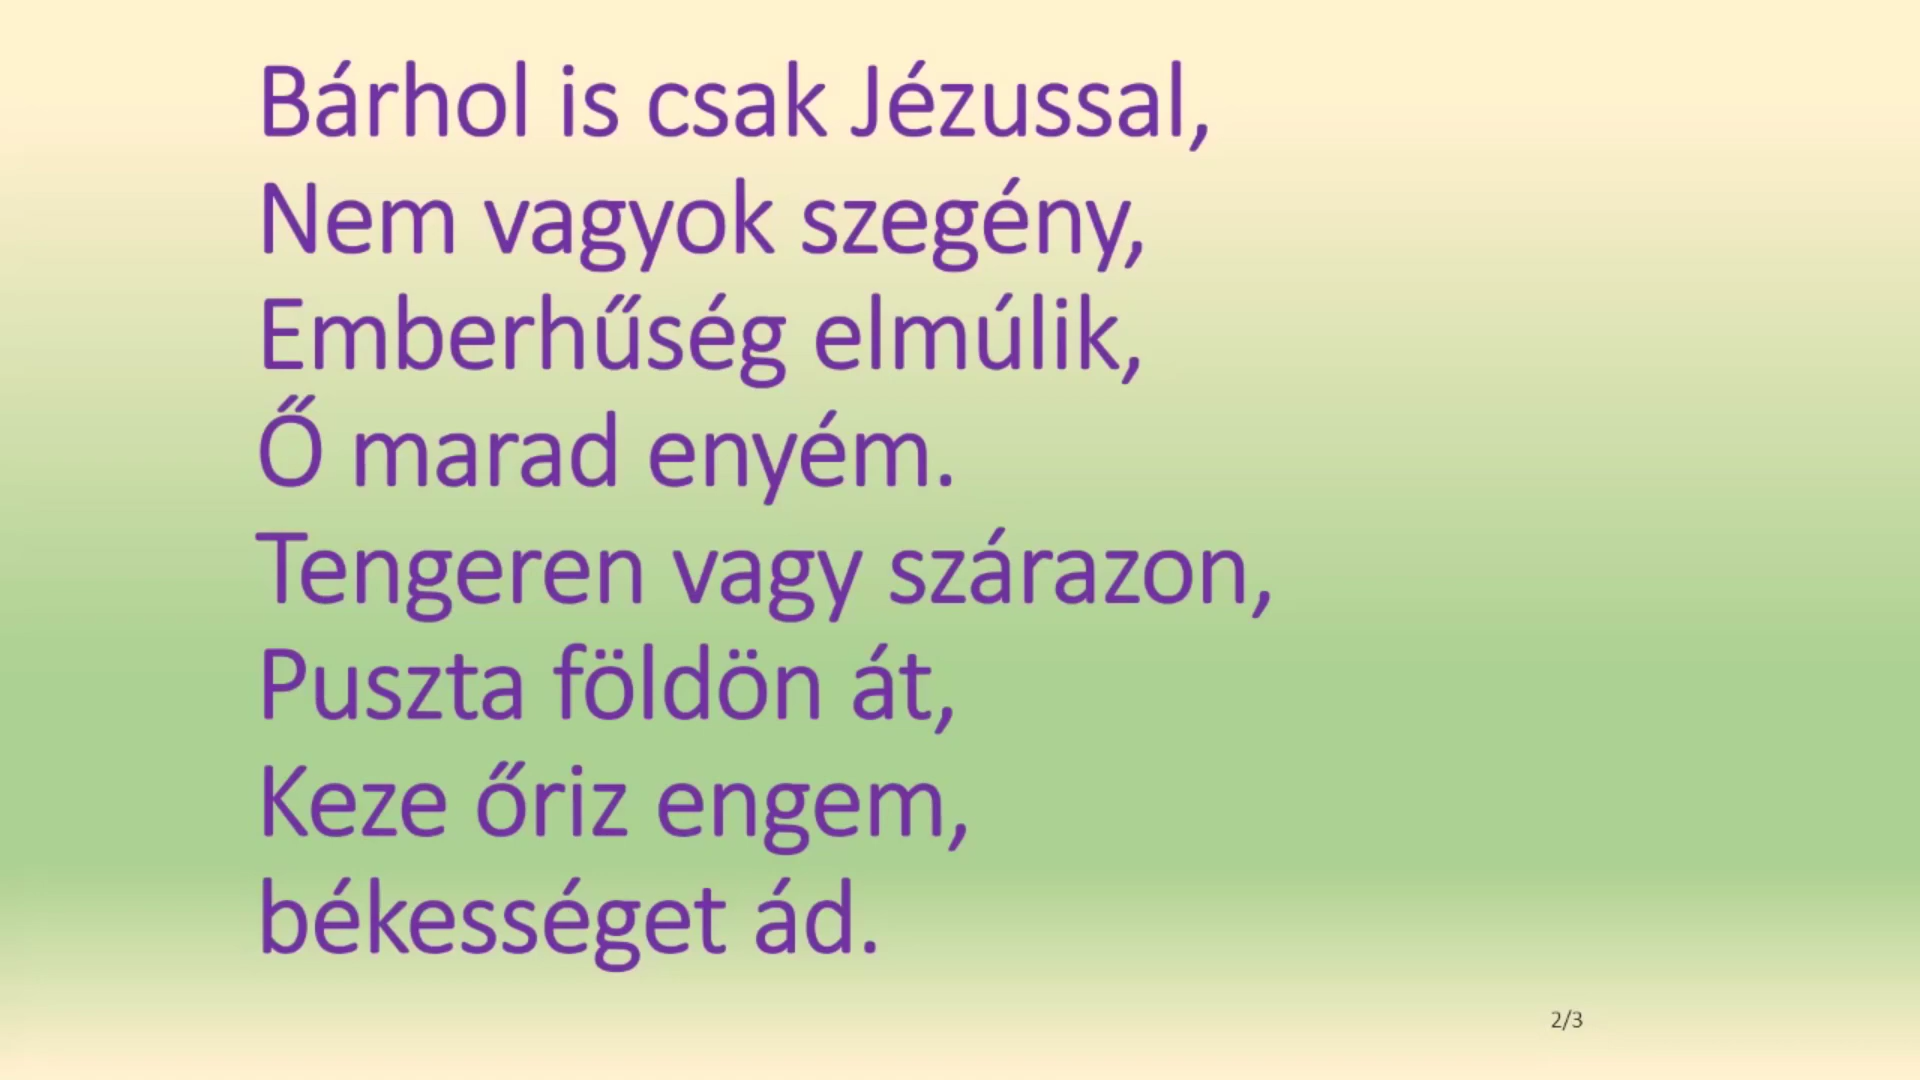 Bárhol is csak Jézussal,
Nem vagyok szegény,
Emberhűség elmúlik,
Ő marad enyém.
Tengeren vagy szárazon,
Puszta földön át,
Keze őriz engem,
békességet ád.
2/3